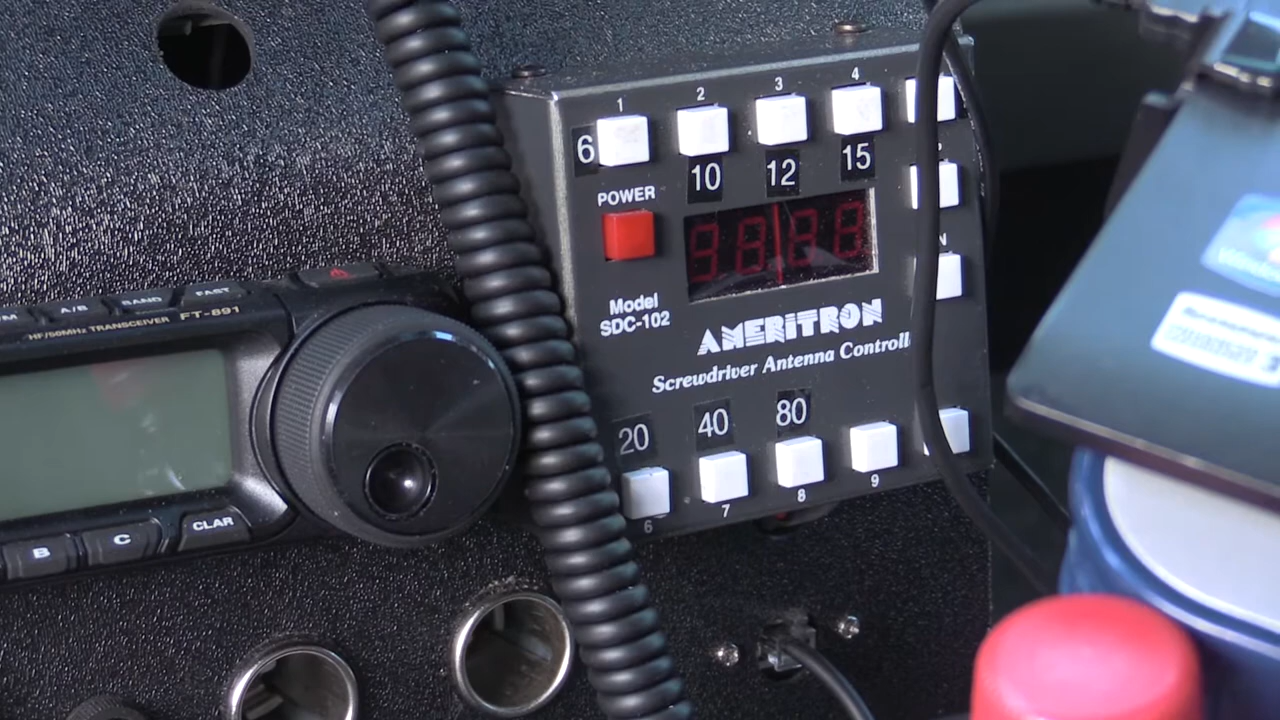 1 2 3 4
6
10 12 15
POWER
Model
SDC-102
AMERITRON
Screwdriver Antenna Controll
20 40 80
6 7 8 9
A/B BAND FAST
HF/50MHz TRANSCEIVER FT-891
B C CLAR